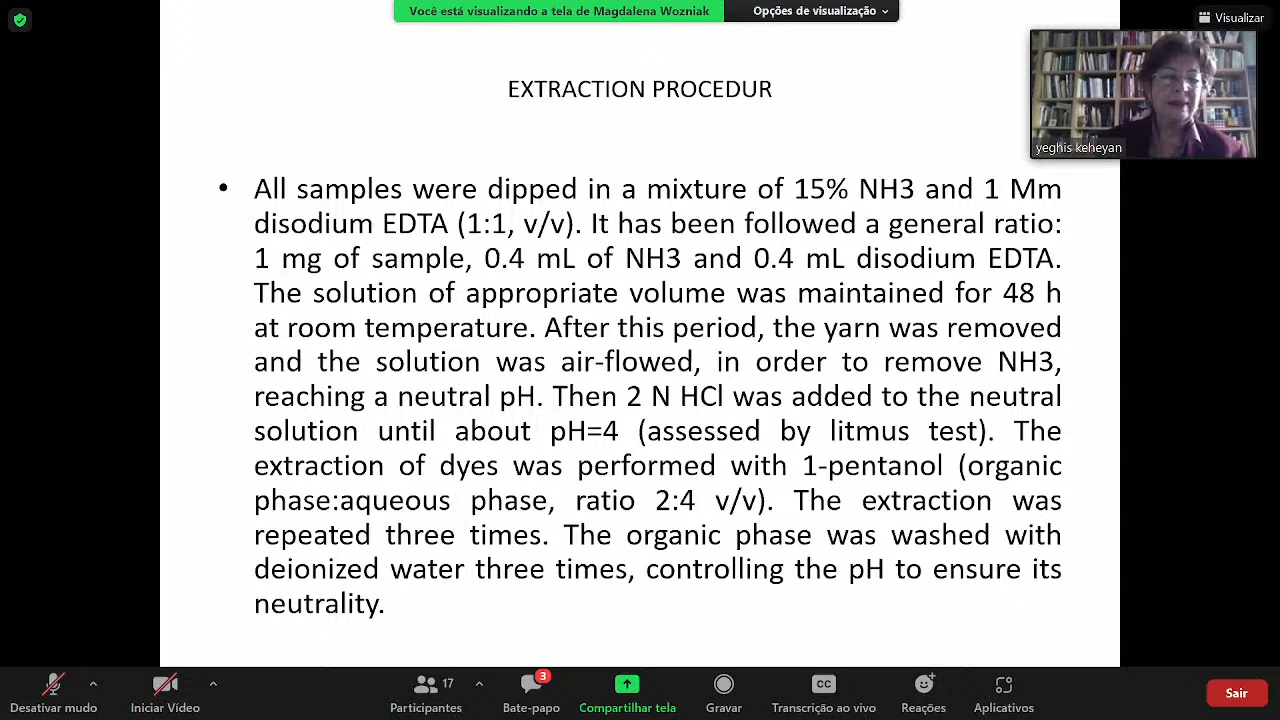 Você está visualizando a tela de Magdalena Wozniak
Opções de visualização
Visualizar
EXTRACTION PROCEDUR
yeghis keheyan
• All samples were dipped in a mixture of 15% NH3 and 1 Mm
disodium EDTA (1:1, v/v). It has been followed a general ratio:
1 mg of sample, 0.4 mL of NH3 and 0.4 mL disodium EDTA.
The solution of appropriate volume was maintained for 48 h
at room temperature. After this period, the yarn was removed
and the solution was air-flowed, in order to remove NH3,
reaching a neutral pH. Then 2 N HCl was added to the neutral
solution until about pH=4 (assessed by litmus test). The
extraction of dyes was performed with 1-pentanol (organic
phase:aqueous phase, ratio 2:4 v/v). The extraction was
repeated three times. The organic phase was washed with
deionized water three times, controlling the pH to ensure its
neutrality.
17
3
CC
Desativar mudo
Iniciar Vídeo
Participantes
Bate-papo
Compartilhar tela
Gravar
Transcrição ao vivo
Reações
Aplicativos
Sair